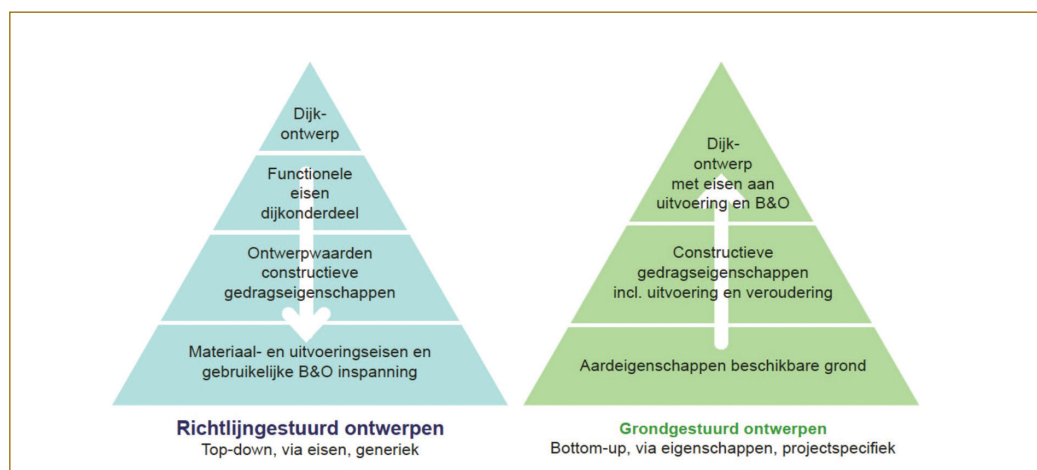 Dijk-
ontwerp
Functionele
eisen
dijkonderdeel
Ontwerpwaarden
constructieve
gedragseigenschappen
Materiaal- en uitvoeringseisen en
gebruikelijke B&O inspanning
Richtlijngestuurd ontwerpen
Top-down, via eisen, generiek
Dijk-
ontwerp
met eisen aan
uitvoering en B&O
Constructieve
gedragseigenschappen
incl. uitvoering en veroudering
Aardeigenschappen beschikbare grond
Grondgestuurd ontwerpen
Bottom-up, via eigenschappen, projectspecifiek